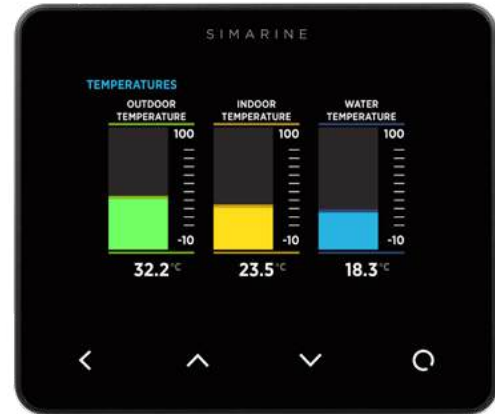 SIMARINE
TEMPERATURES
OUTDOOR
TEMPERATURE
INDOOR
TEMPERATURE
WATER
TEMPERATURE
100
100
100
-10
-10
-10
32.2°C
23.5°C
18.3°C